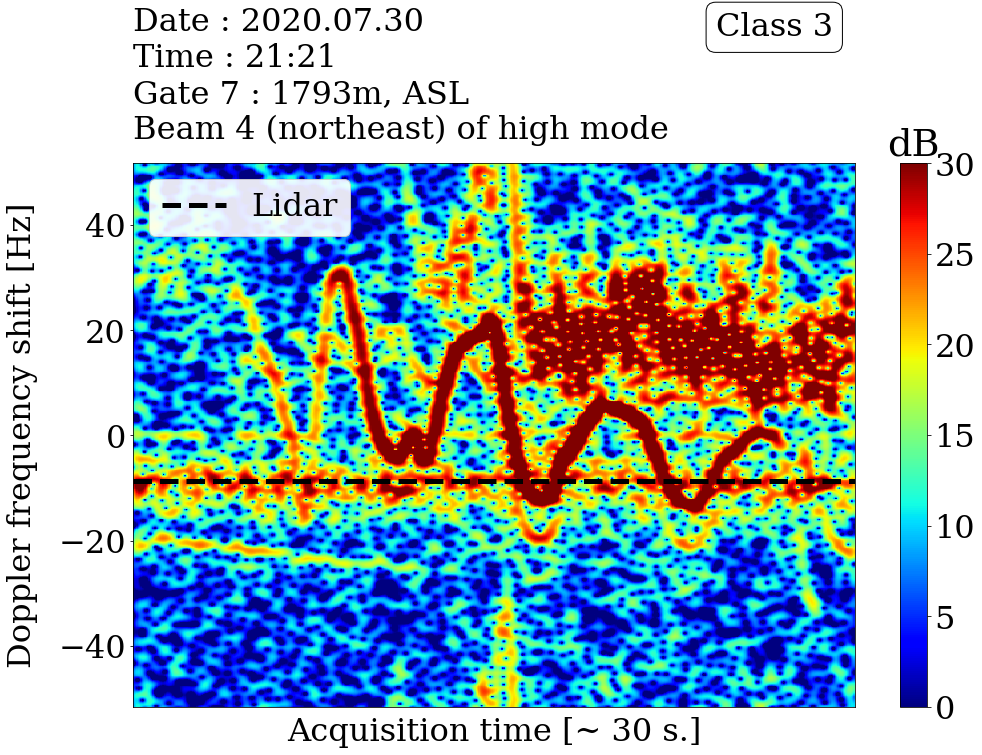 Date : 2020.07.30
Time : 21:21
Gate 7 : 1793m, ASL
Beam 4 (northeast) of high mode
Class 3
dB
Lidar
Doppler frequency shift [Hz]
40
20
0
−20
−40
Acquisition time [~ 30 s.]
30
25
20
15
10
5
0